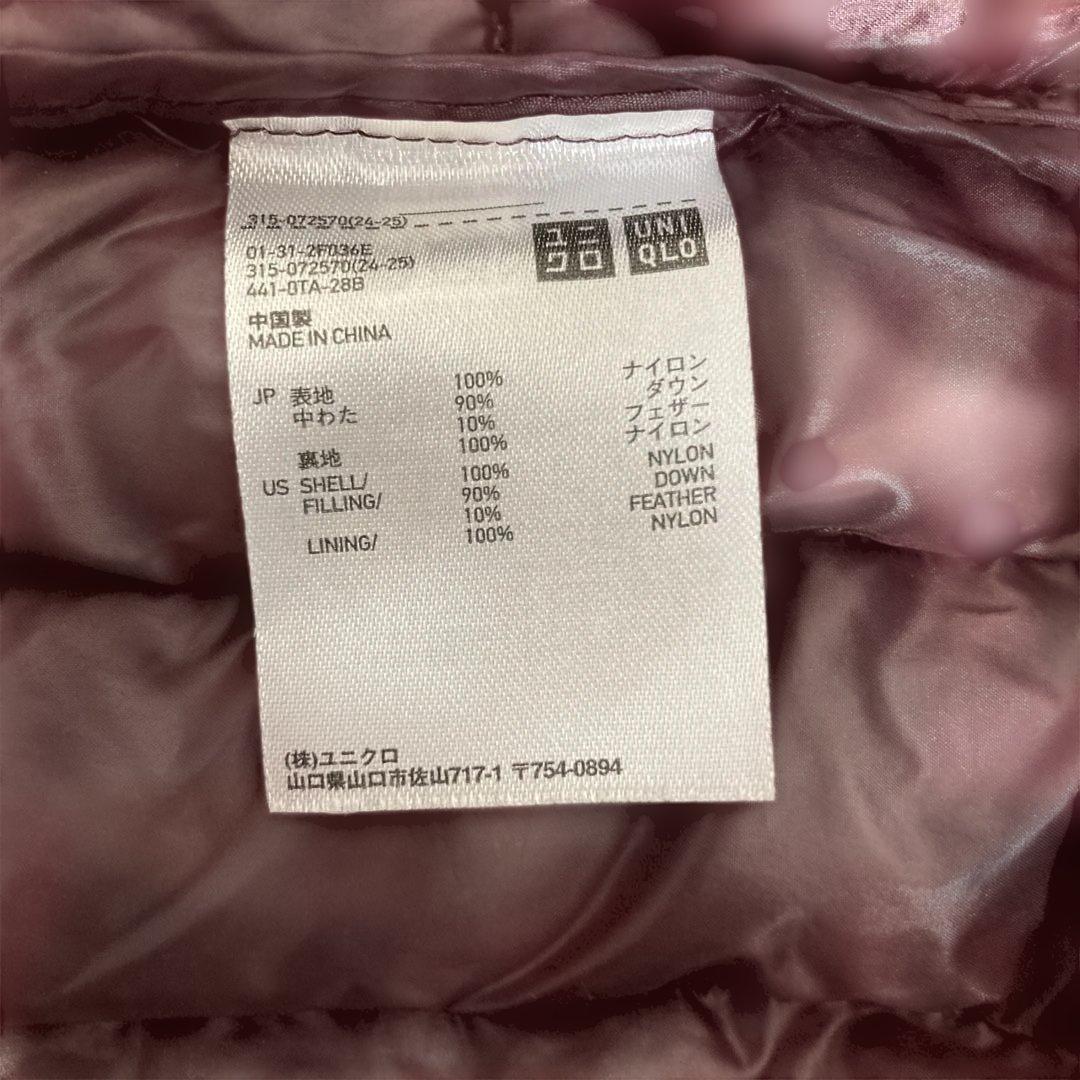 315-072570(24-25)
ユニ
クロ
UNI
QLO
01-31-2F036E
315-072570(24-25)
441-0TA-28B
中国製
MADE IN CHINA
JP 表地 100% ナイロン
中わた 90% ダウン
10% フェザー
裏地 100% ナイロン
US SHELL/ 100% NYLON
FILLING/ 90% DOWN
10% FEATHER
LINING/ 100% NYLON
(株)ユニクロ
山口県山口市佐山717-1 〒754-0894